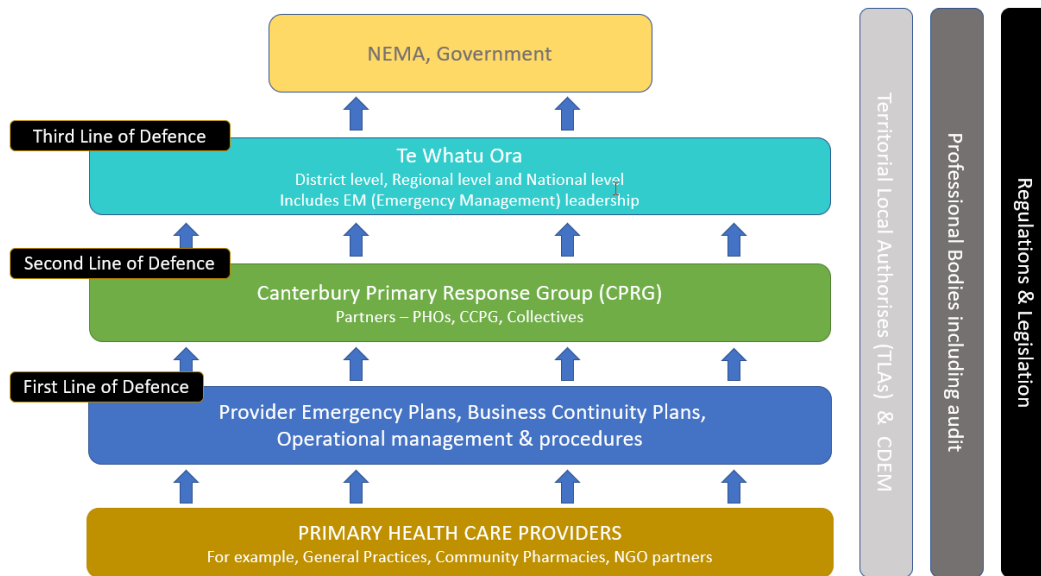 NEMA, Government
Third Line of Defence
Te Whatu Ora
District level, Regional level and National level
Includes EM (Emergency Management) leadership
Second Line of Defence
Canterbury Primary Response Group (CPRG)
Partners – PHOs, CCPG, Collectives
First Line of Defence
Provider Emergency Plans, Business Continuity Plans,
Operational management & procedures
PRIMARY HEALTH CARE PROVIDERS
For example, General Practices, Community Pharmacies, NGO partners
Territorial Local Authorises (TLAs) & CDEM
Professional Bodies including audit
Regulations & Legislation